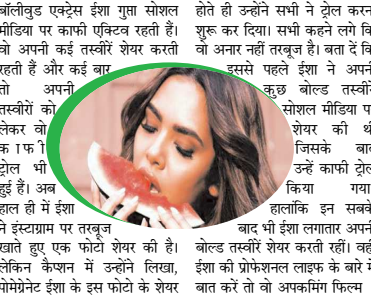 बॉलीवुड एक्ट्रेस ईशा गुप्ता सोशल
मीडिया पर काफी एक्टिव रहती हैं।
वो अपनी कई तस्वीरें शेयर करती
रहती हैं और कई बार
तो अपनी
तस्वीरों को
लेकर वो
काफी
ट्रोल भी
हुई हैं। अब
हाल ही में ईशा
ने इंस्टाग्राम पर तरबूज
खाते हुए एक फोटो शेयर की है।
लेकिन कैप्शन में उन्होंने लिखा,
पोमेग्रेनेट ईशा के इस फोटो के शेयर
होते ही उन्होंने सभी ने ट्रोल करन
शुरू कर दिया। सभी कहने लगे कि
वो अनार नहीं तरबूज है। बता दें कि
इससे पहले ईशा ने अपनी
कुछ बोल्ड तस्वीरें
सोशल मीडिया प
शेयर की थी
जिसके बाद
उन्हें काफी ट्रोल
किया गया
हालांकि इन सबके
बाद भी ईशा लगातार अपनी
बोल्ड तस्वीरें शेयर करती रहीं। वहीं
ईशा की प्रोफेशनल लाइफ के बारे में
बात करें तो वो अपकमिंग फिल्म